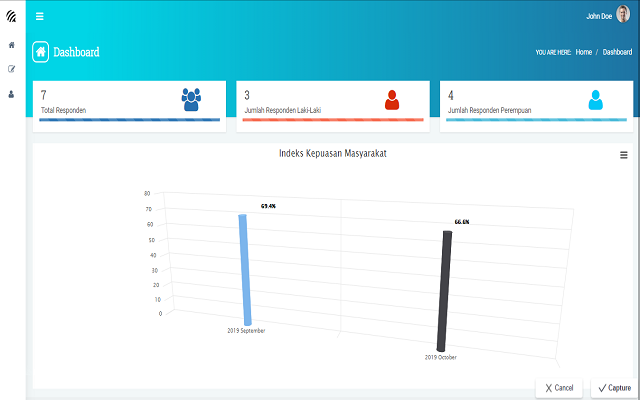 John Doe
Dashboard
YOU ARE HERE: Home / Dashboard
7
Total Responden
3
Jumlah Responden Laki-Laki
4
Jumlah Responden Perempuan
Indeks Kepuasan Masyarakat
80
70
60
50
40
30
20
10
0
69.4%
66.6%
2019 September
2019 October
Cancel
Capture